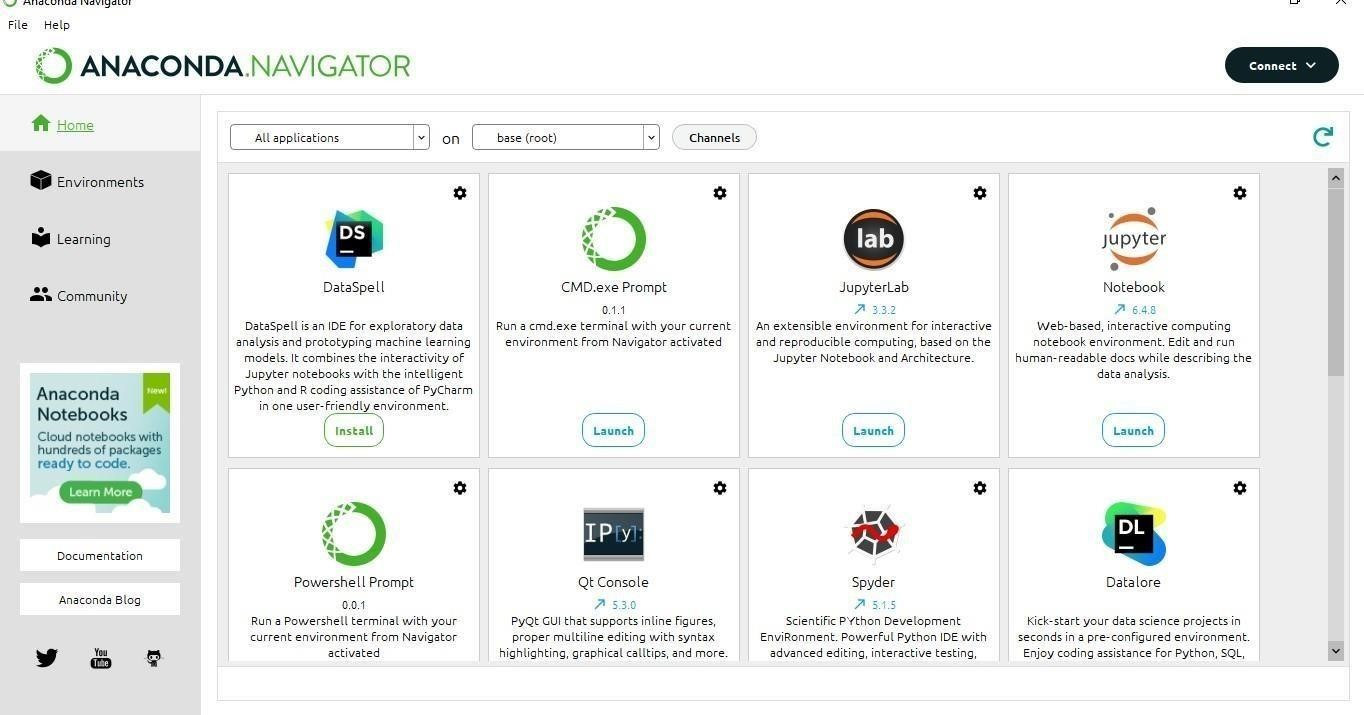 Anaconda Navigator
File Help
ANACONDA.NAVIGATOR
Connect
Home
Environments
Learning
Community
Anaconda
Notebooks
New!
Cloud notebooks with
hundreds of packages
ready to code.
Learn More
Documentation
Anaconda Blog
You
Tube
All applications on base (root) Channels
DS
DataSpell
DataSpell is an IDE for exploratory data
analysis and prototyping machine learning
models. It combines the interactivity of
Jupyter notebooks with the intelligent
Python and R coding assistance of PyCharm
in one user-friendly environment.
Install
CMD.exe Prompt
0.1.1
Run a cmd.exe terminal with your current
environment from Navigator activated
Launch
lab
JupyterLab
3.3.2
An extensible environment for interactive
and reproducible computing, based on the
Jupyter Notebook and Architecture.
Launch
jupyter
Notebook
6.4.8
Web-based, interactive computing
notebook environment. Edit and run
human-readable docs while describing the
data analysis.
Launch
Powershell Prompt
0.0.1
Run a Powershell terminal with your
current environment from Navigator
activated
IP[y]:
Qt Console
5.3.0
PyQt GUI that supports inline figures,
proper multiline editing with syntax
highlighting, graphical calltips, and more.
Spyder
5.1.5
Scientific PYthon Development
EnviRonment. Powerful Python IDE with
advanced editing, interactive testing,
DL
Datalore
Kick-start your data science projects in
seconds in a pre-configured environment.
Enjoy coding assistance for Python, SQL,